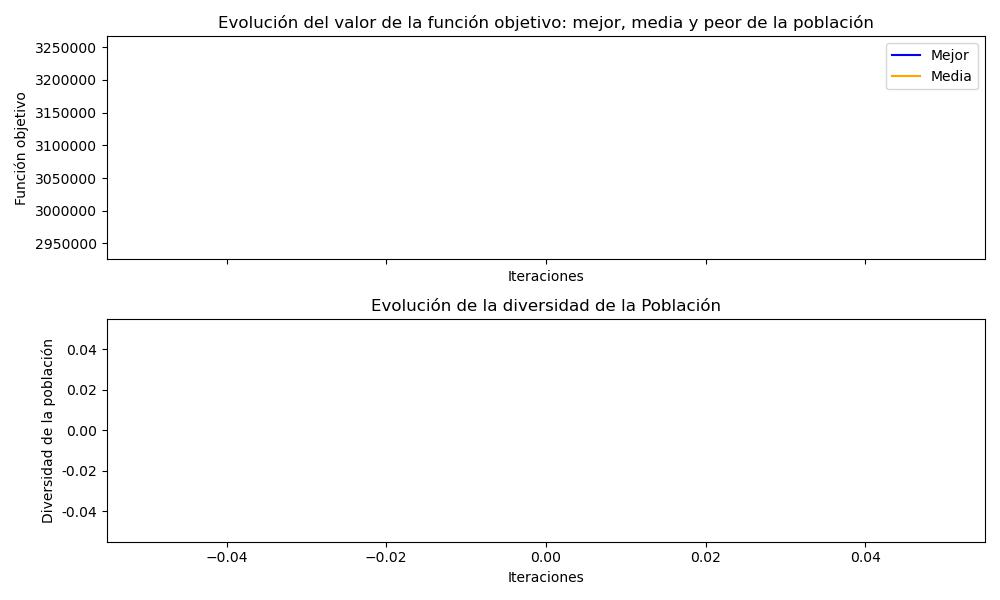 Evolución del valor de la función objetivo: mejor, media y peor de la población
Función objetivo
3250000
3200000
3150000
3100000
3050000
3000000
2950000
Mejor
Media
Iteraciones
Evolución de la diversidad de la Población
Diversidad de la población
0.04
0.02
0.00
-0.02
-0.04
−0.04 −0.02 0.00 0.02 0.04
Iteraciones